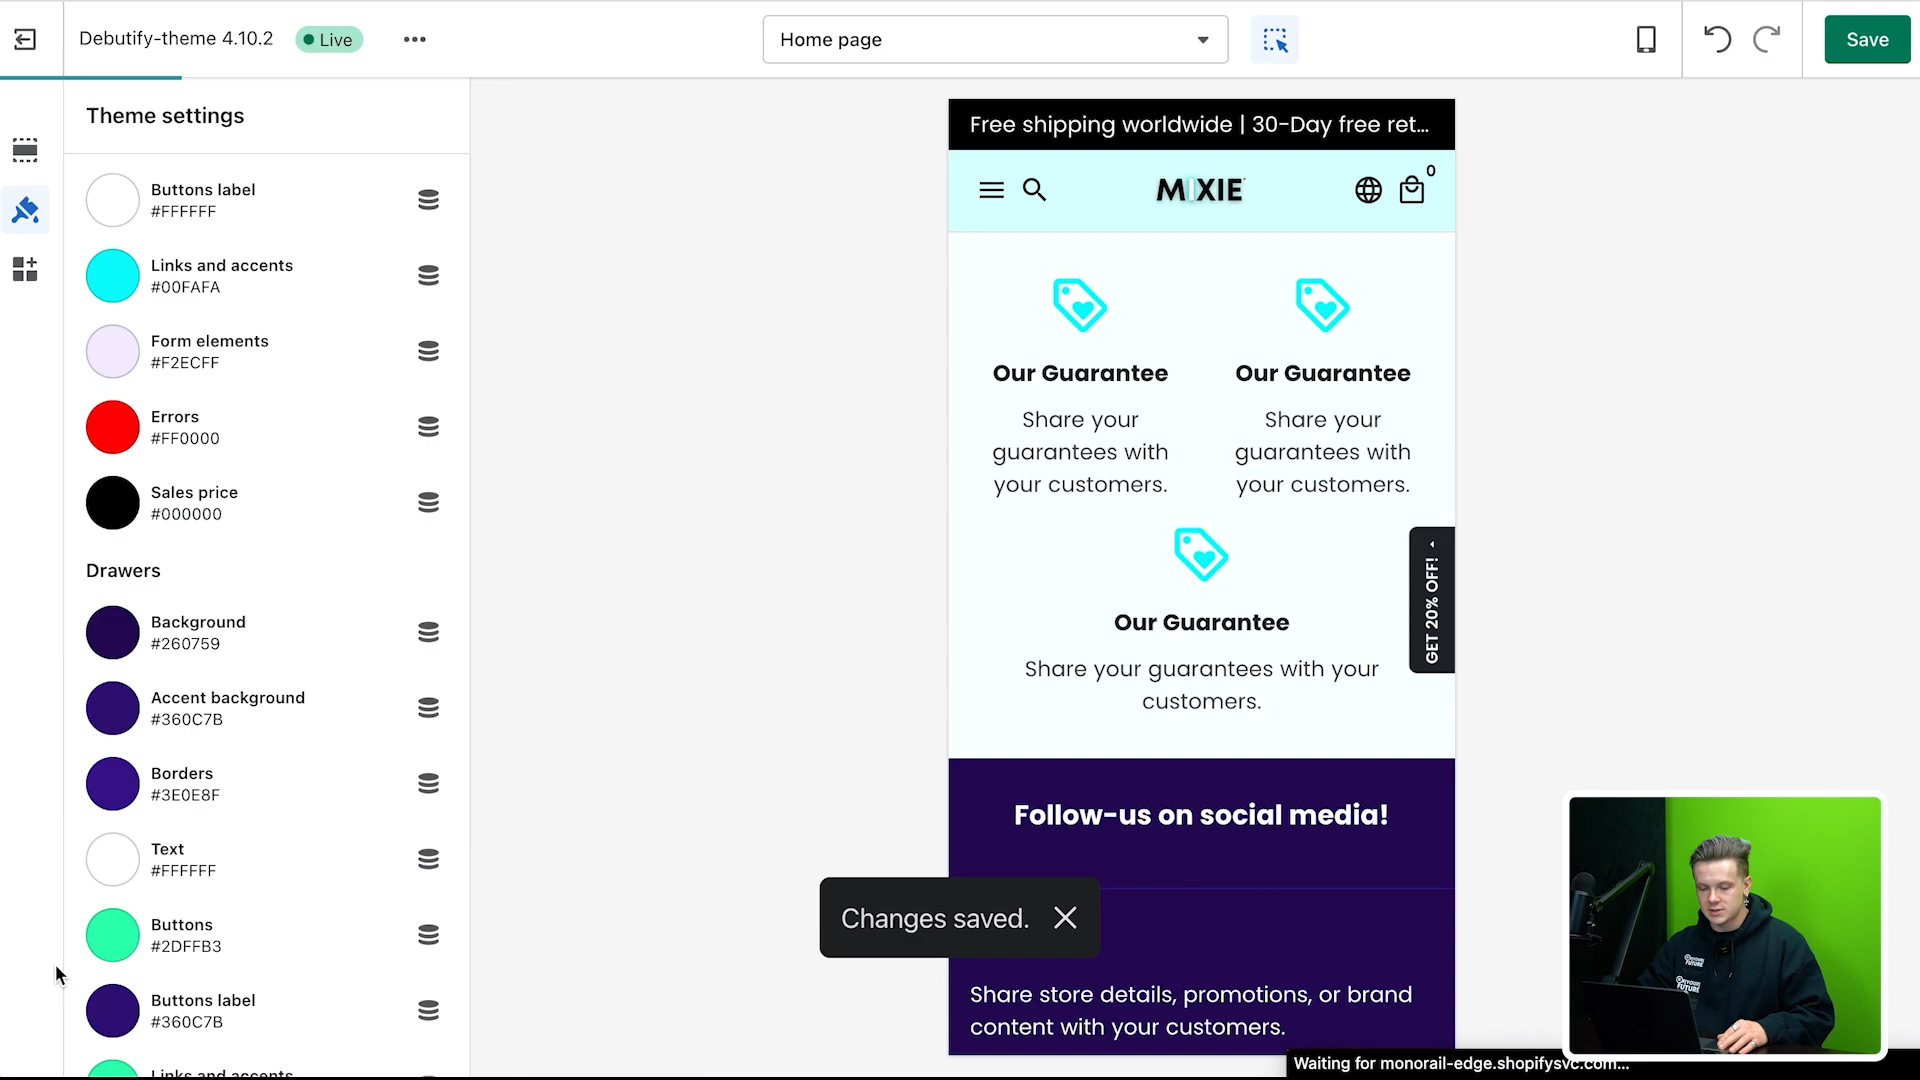 Debutify-theme 4.10.2
Live
Home page
Save
Theme settings
Buttons label
#FFFFFF
Links and accents
#00FAFA
Form elements
#F2ECFF
Errors
#FF0000
Sales price
#000000
Drawers
Background
#260759
Accent background
#360C7B
Borders
#3E0E8F
Text
#FFFFFF
Buttons
#2DFFB3
Buttons label
#360C7B
Links and accents
Free shipping worldwide | 30-Day free ret...
MIXIE
0
Our Guarantee
Share your
guarantees with
your customers.
Our Guarantee
Share your
guarantees with
your customers.
Our Guarantee
Share your guarantees with your
customers.
GET 20% OFF!
Follow-us on social media!
Changes saved.
Share store details, promotions, or brand
content with your customers.
Waiting for monorail-edge.shopifysvc.com...